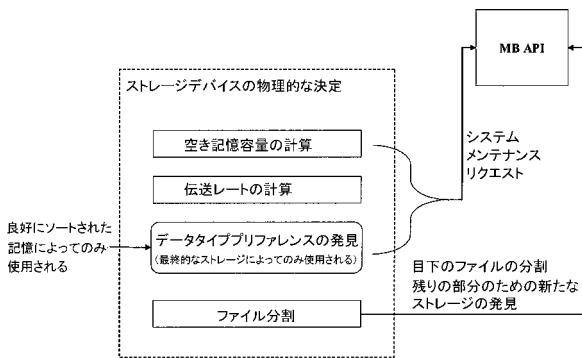 MB API
ストレージデバイスの物理的な決定
空き記憶容量の計算
伝送レートの計算
データタイププリファレンスの発見
(最終的なストレージによってのみ使用される)
ファイル分割
良好にソートされた
記憶によってのみ
使用される
システム
メンテナンス
リクエスト
目下のファイルの分割
残りの部分のための新たな
ストレージの発見